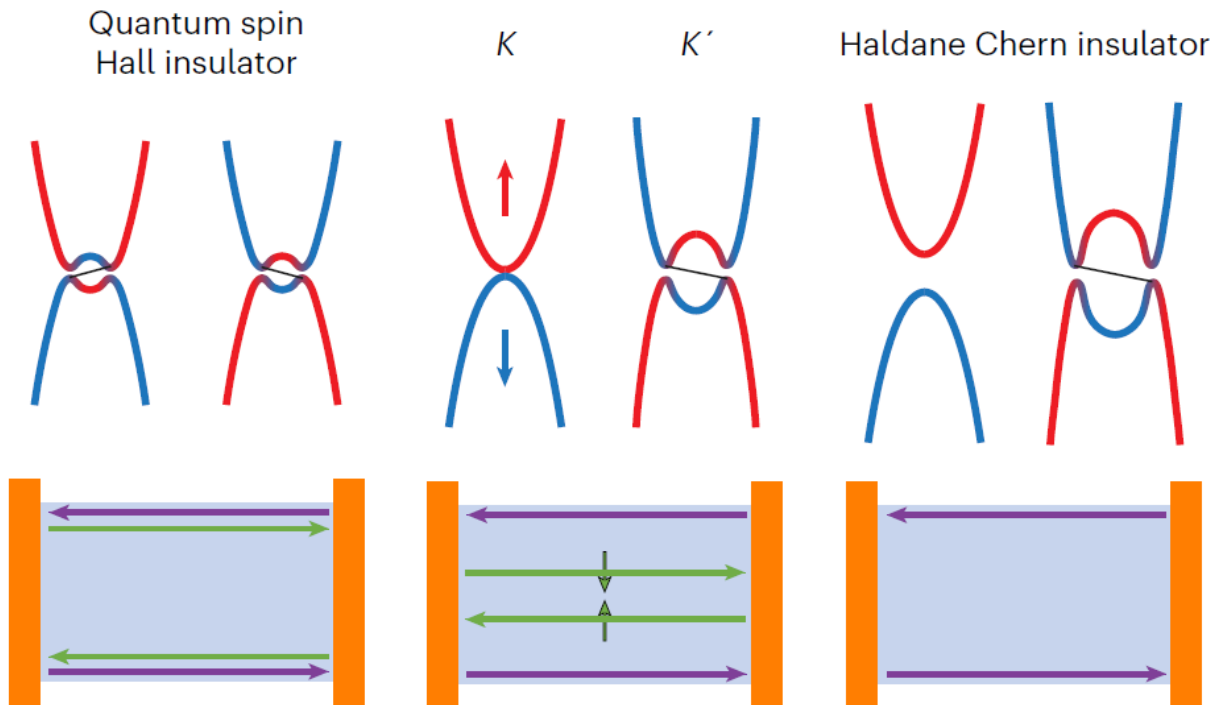 Quantum spin
Hall insulator
K
K´
Haldane Chern insulator